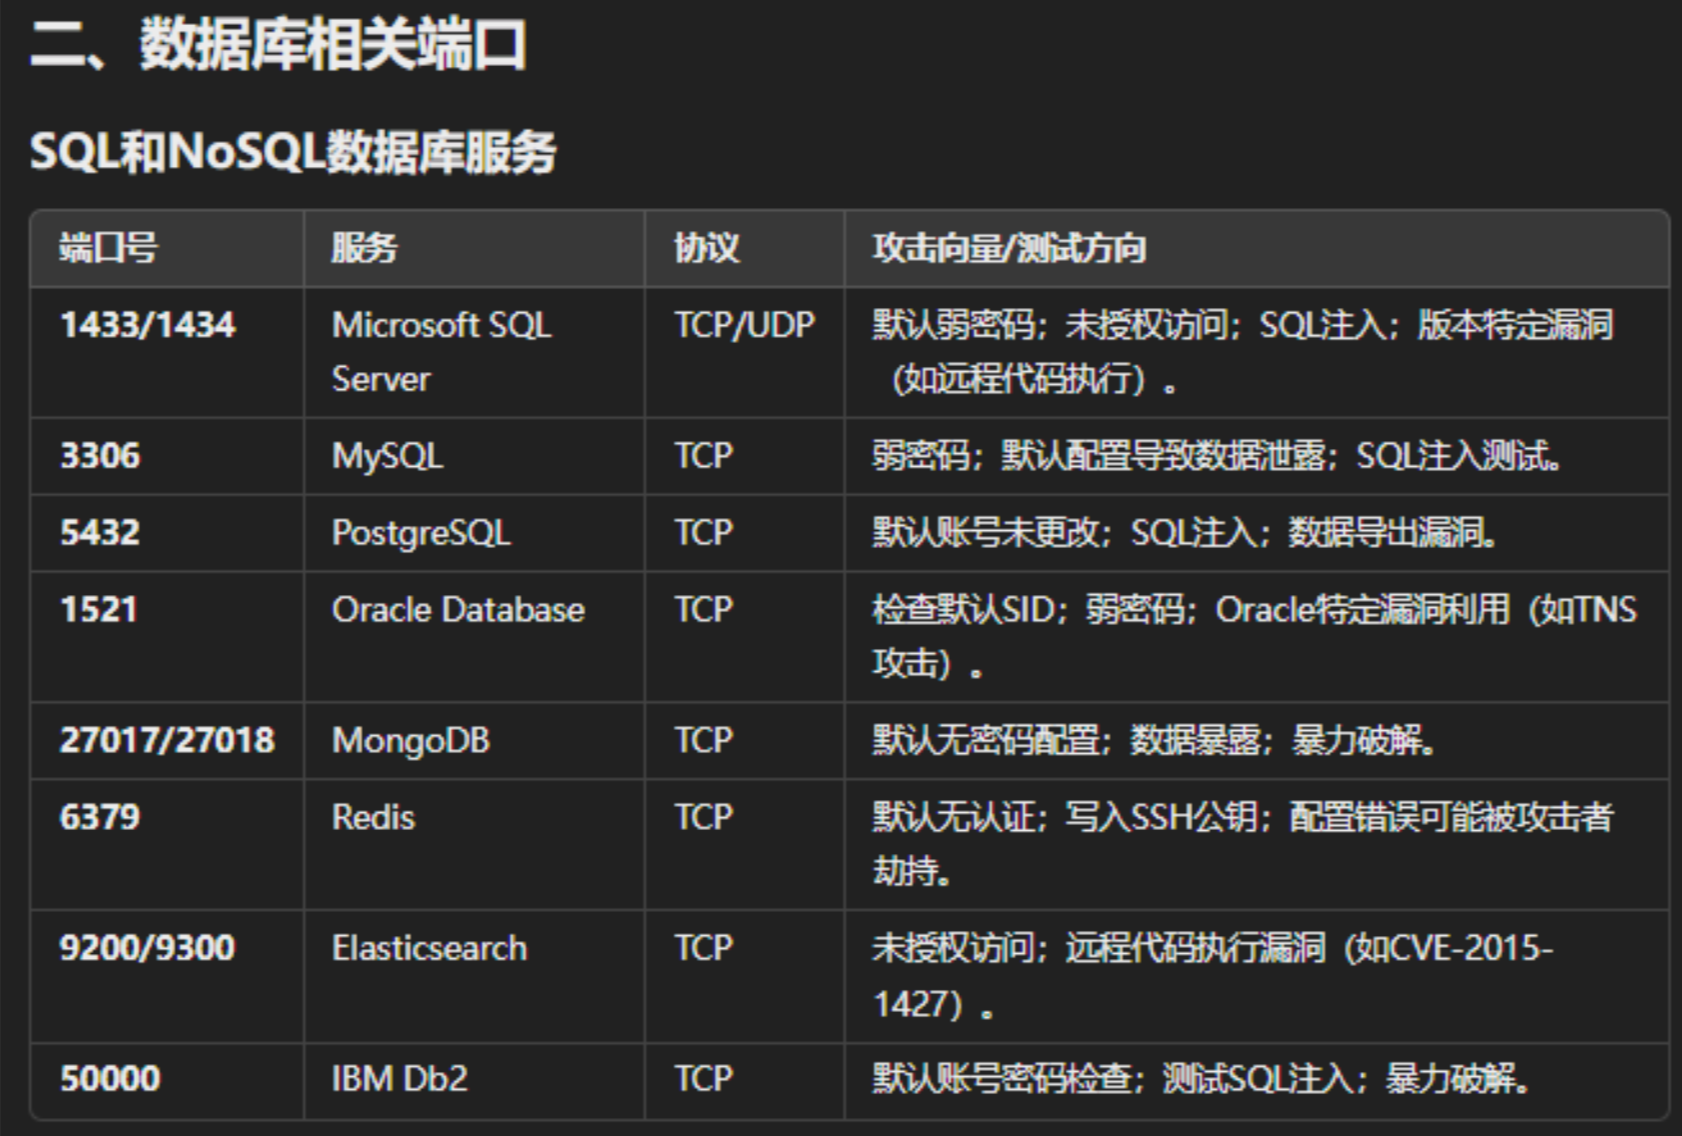 二、数据库相关端口
SQL和NoSQL数据库服务
端口号 服务 协议 攻击向量/测试方向
1433/1434 Microsoft SQL Server TCP/UDP 默认弱密码；未授权访问；SQL注入；版本特定漏洞
（如远程代码执行）。
3306 MySQL TCP 弱密码；默认配置导致数据泄露；SQL注入测试。
5432 PostgreSQL TCP 默认账号未更改；SQL注入；数据导出漏洞。
1521 Oracle Database TCP 检查默认SID；弱密码；Oracle特定漏洞利用（如TNS
攻击）。
27017/27018 MongoDB TCP 默认无密码配置；数据暴露；暴力破解。
6379 Redis TCP 默认无认证；写入SSH公钥；配置错误可能被攻击者
劫持。
9200/9300 Elasticsearch TCP 未授权访问；远程代码执行漏洞（如CVE-2015-
1427）。
50000 IBM Db2 TCP 默认账号密码检查；测试SQL注入；暴力破解。